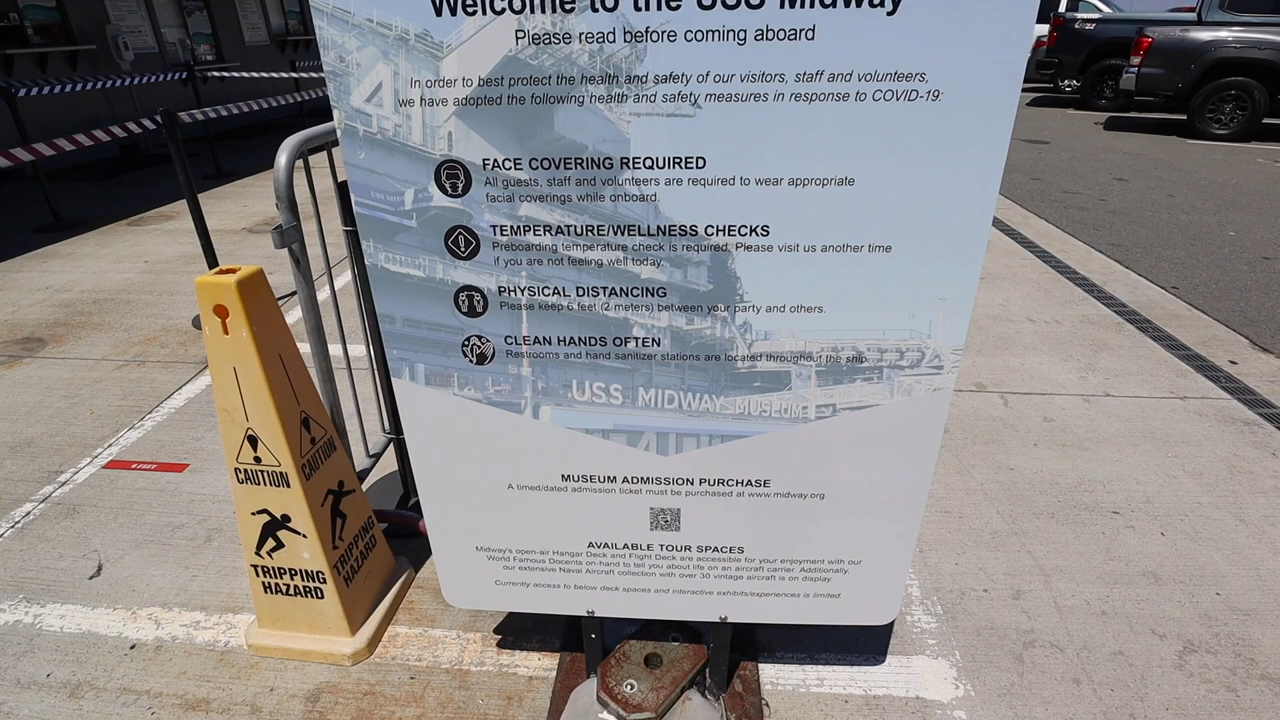 Welcome to the USS Midway
Please read before coming aboard
In order to best protect the health and safety of our visitors, staff and volunteers,
we have adopted the following health and safety measures in response to COVID-19:
41
FACE COVERING REQUIRED
All guests, staff and volunteers are required to wear appropriate
facial coverings while onboard.
USS MIDWAY
TEMPERATURE/WELLNESS CHECKS
Preboarding temperature check is required. Please visit us another time
if you are not feeling well today.
PHYSICAL DISTANCING
Please keep 6 feet (2 meters) between your party and others.
CLEAN HANDS OFTEN
Restrooms and hand sanitizer stations are located throughout the ship.
USS MIDWAY MUSEUM
MUSEUM ADMISSION PURCHASE
A timed/dated admission ticket must be purchased at www.midway.org.
AVAILABLE TOUR SPACES
Midway's open-air Hangar Deck and Flight Deck are accessible for your enjoyment with our
World Famous Docents on-hand to tell you about life on an aircraft carrier. Additionally,
our extensive Naval Aircraft collection with over 30 vintage aircraft is on display.
Currently access to below deck spaces and interactive exhibits/experiences is limited.
6 FEET
CAUTION
TRIPPING
HAZARD
CAUTION
TRIPPING
HAZARD